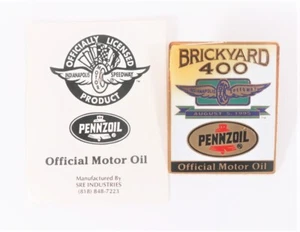 OFFICIALLY LICENSED
INDIANAPOLIS SPEEDWAY
PRODUCT
PENNZOIL
Official Motor Oil
Manufactured By
SRE INDUSTRIES
(818) 848-7223
BRICKYARD
400
PENNZOIL
Official Motor Oil